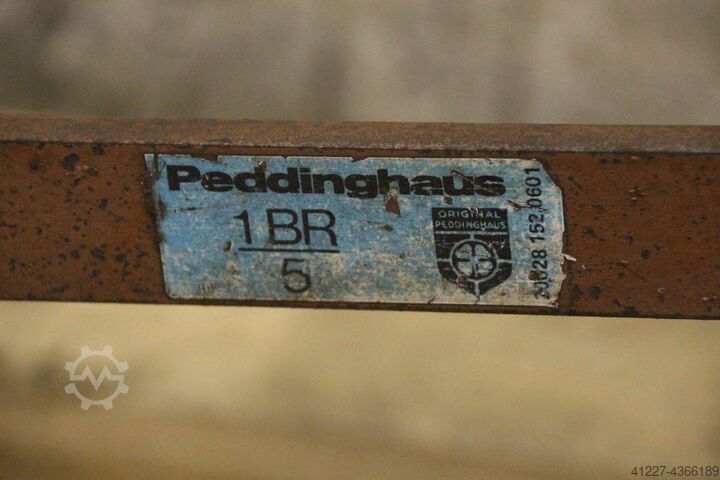 Peddinghaus
1BR
5
ORIGINAL
PEDDINGHAUS
28 152.0601
41227-4366189